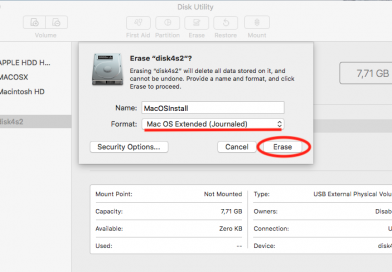 Disk Utility
Volume
First Aid
Partition
Erase
Restore
Mount
APPLE HDD H...
MACOSX
Macintosh HD
disk4s2
Erase "disk4s2"?
Erasing "disk4s2" will delete all data stored on it, and
cannot be undone. Provide a name and format, and click
Erase to proceed.
Name: MacOSInstall
Format: Mac OS Extended (Journaled)
Security Options...
Cancel
Erase
7,71 GB
Mount Point: Not Mounted
Type: USB External Physical Volu
Capacity: 7,71 GB
Owners: Disab
Available: Zero KB
Connection: U
Used: --
Device: disk4